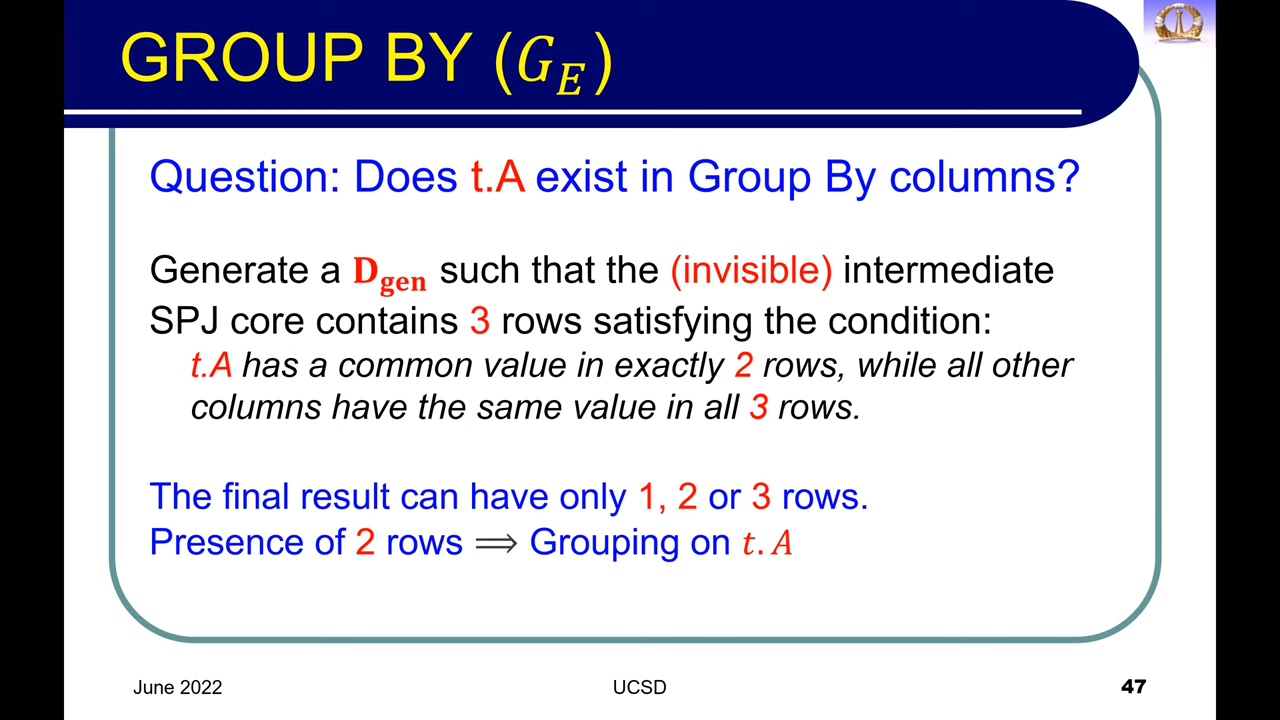 GROUP BY (G_E)
Question: Does t.A exist in Group By columns?
Generate a D_gen such that the (invisible) intermediate
SPJ core contains 3 rows satisfying the condition:
t.A has a common value in exactly 2 rows, while all other
columns have the same value in all 3 rows.
The final result can have only 1, 2 or 3 rows.
Presence of 2 rows ⟹ Grouping on t.A
June 2022
UCSD
47